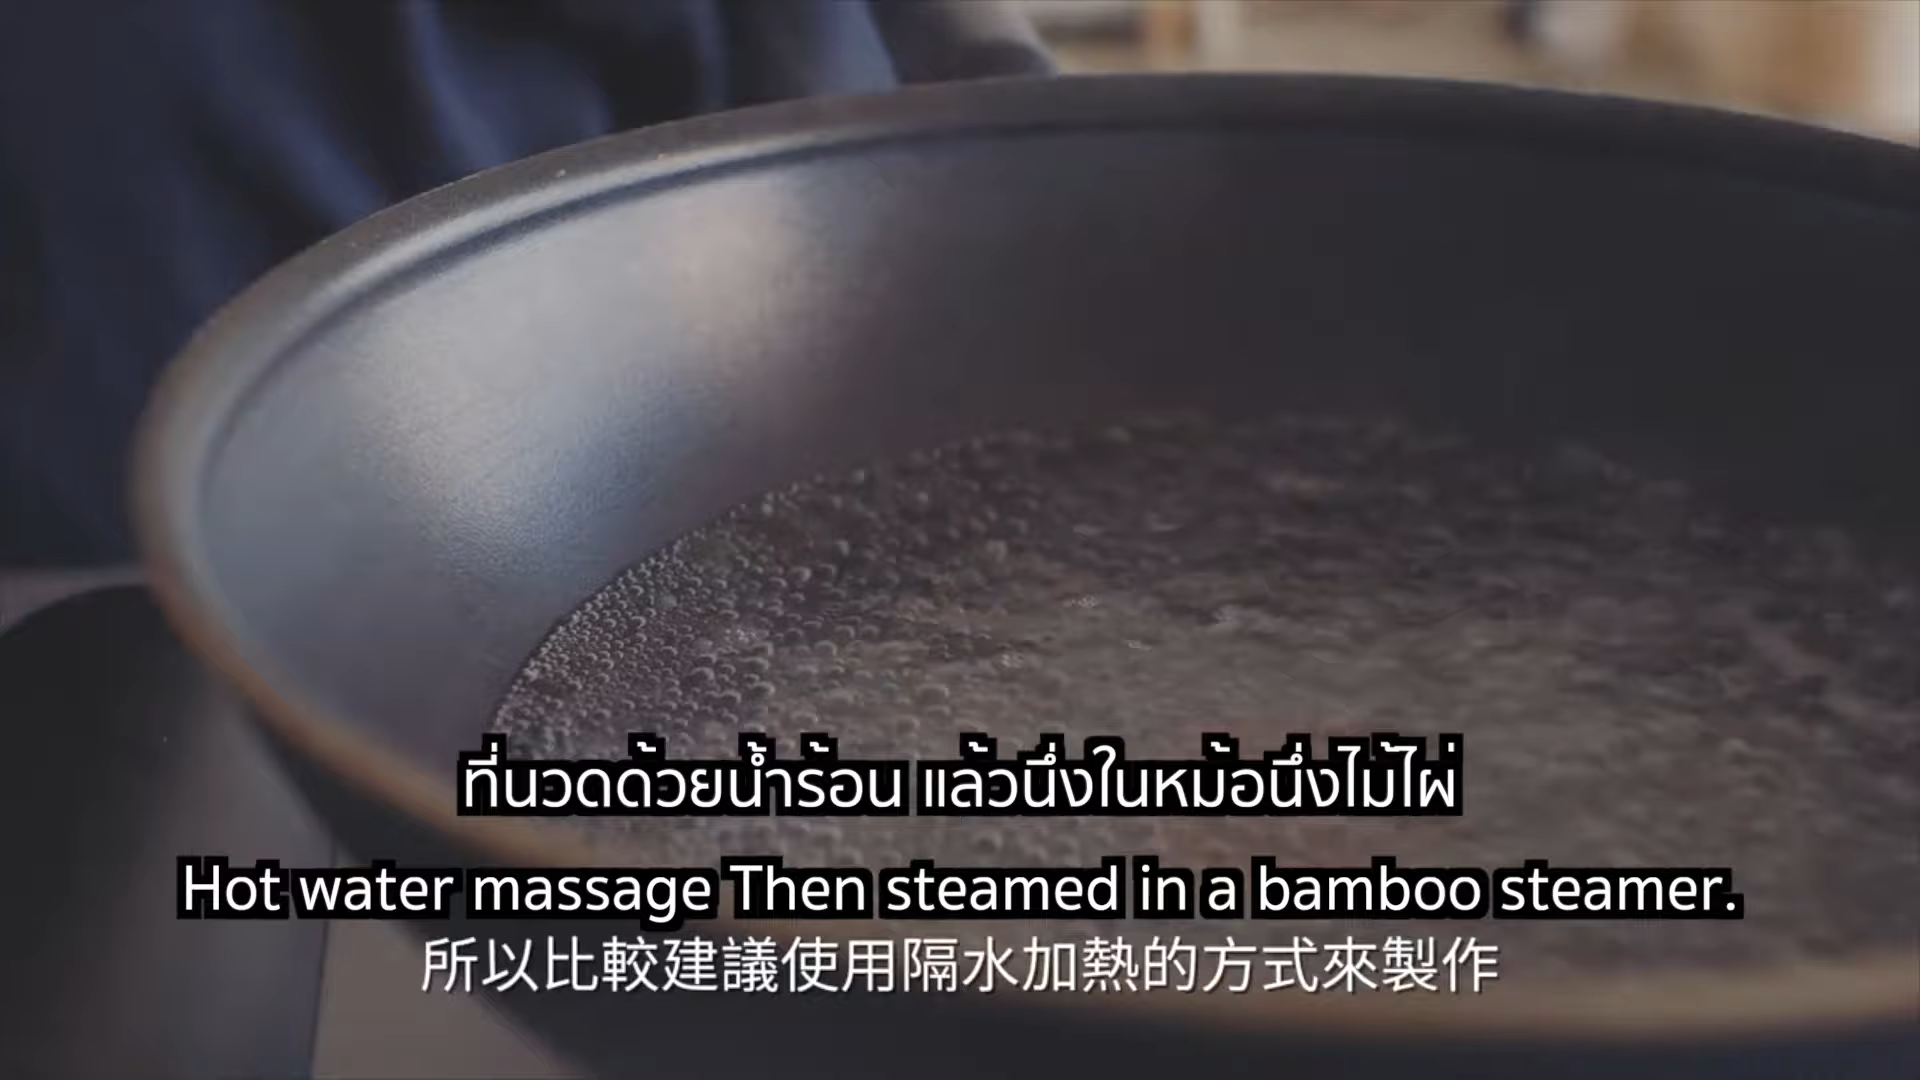 ที่นวดด้วยน้ำร้อน แล้วนึ่งในหม้อนึ่งไม้ไผ่
Hot water massage Then steamed in a bamboo steamer.
所以比較建議使用隔水加熱的方式來製作